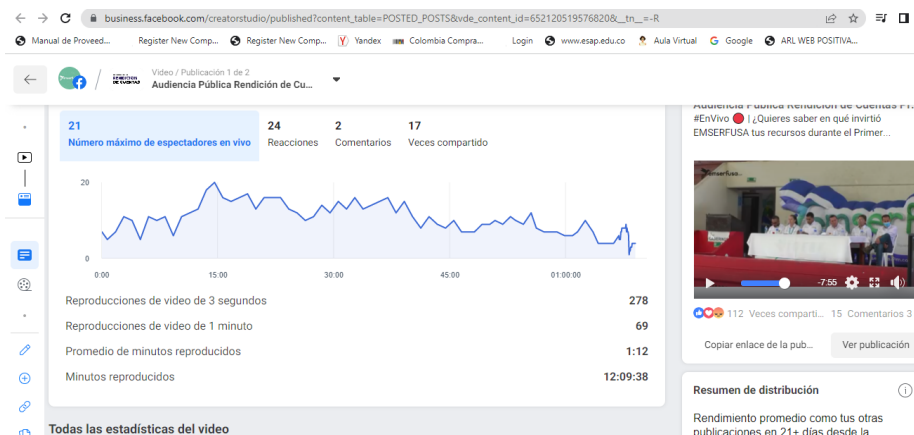 business.facebook.com/creatorstudio/published?content_table=POSTED_POSTS&vde_content_id=652120519576820&__tn__=-R
Manual de Proveed... Register New Comp... Register New Comp... Yandex Colombia Compra... Login www.esap.edu.co Aula Virtual Google ARL WEB POSITIVA...
Video / Publicación 1 de 2
Audiencia Pública Rendición de Cu...
21 24 2 17
Número máximo de espectadores en vivo Reacciones Comentarios Veces compartido
20
0
0:00 15:00 30:00 45:00 01:00:00
Reproducciones de video de 3 segundos 278
Reproducciones de video de 1 minuto 69
Promedio de minutos reproducidos 1:12
Minutos reproducidos 12:09:38
Todas las estadísticas del video
Audiencia Pública Rendición de Cuentas
#EnVivo 🔴 | ¿Quieres saber en qué invirtió
EMSERFUSA tus recursos durante el Primer...
emserfusa
-7:55
112 Veces comparti... 15 Comentarios 3
Copiar enlace de la pub... Ver publicación
Resumen de distribución
Rendimiento promedio como tus otras
publicaciones en 21+ días desde la